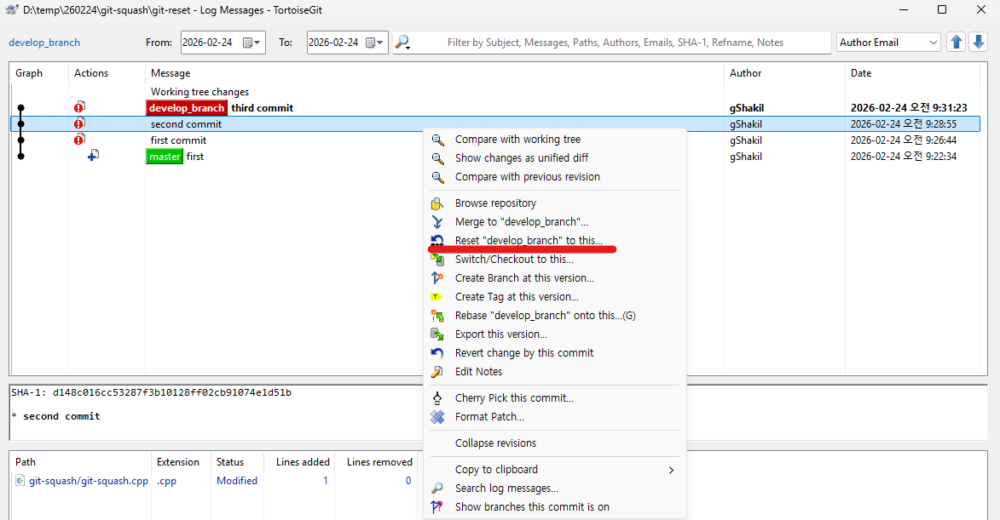 D:\temp\260224\git-squash\git-reset - Log Messages - TortoiseGit
develop_branch From: 2026-02-24 To: 2026-02-24 Filter by Subject, Messages, Paths, Authors, Emails, SHA-1, Refname, Notes Author Email
Graph Actions Message Author Date
Working tree changes
develop_branch third commit gShakil 2026-02-24 오전 9:31:23
second commit gShakil 2026-02-24 오전 9:28:55
first commit gShakil 2026-02-24 오전 9:26:44
master first gShakil 2026-02-24 오전 9:22:34
Compare with working tree
Show changes as unified diff
Compare with previous revision
Browse repository
Merge to "develop_branch"...
Reset "develop_branch" to this...
Switch/Checkout to this...
Create Branch at this version...
Create Tag at this version...
Rebase "develop_branch" onto this...(G)
Export this version...
Revert change by this commit
Edit Notes
Cherry Pick this commit...
Format Patch...
Collapse revisions
Copy to clipboard
Search log messages...
Show branches this commit is on
SHA-1: d148c016cc53287f3b10128ff02cb91074e1d51b
* second commit
Path Extension Status Lines added Lines removed
git-squash/git-squash.cpp .cpp Modified 1 0